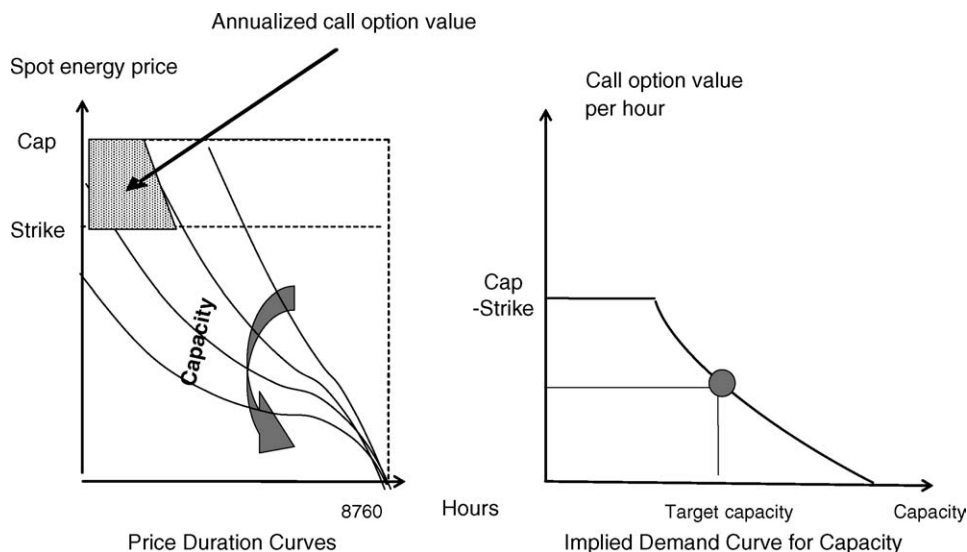 Annualized call option value
Spot energy price
Cap
Strike
Capacity
8760
Hours
Price Duration Curves
Call option value
per hour
Cap
-Strike
Target capacity
Capacity
Implied Demand Curve for Capacity